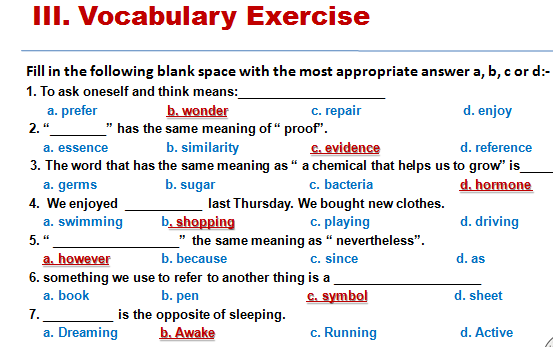 III. Vocabulary Exercise
Fill in the following blank space with the most appropriate answer a, b, c or d:-
1. To ask oneself and think means:____________________
a. prefer b. wonder c. repair d. enjoy
2. “________” has the same meaning of “ proof”.
a. essence b. similarity c. evidence d. reference
3. The word that has the same meaning as “ a chemical that helps us to grow” is_____
a. germs b. sugar c. bacteria d. hormone
4. We enjoyed ___________ last Thursday. We bought new clothes.
a. swimming b. shopping c. playing d. driving
5. “__________________” the same meaning as “ nevertheless”.
a. however b. because c. since d. as
6. something we use to refer to another thing is a _____________________
a. book b. pen c. symbol d. sheet
7. __________ is the opposite of sleeping.
a. Dreaming b. Awake c. Running d. Active